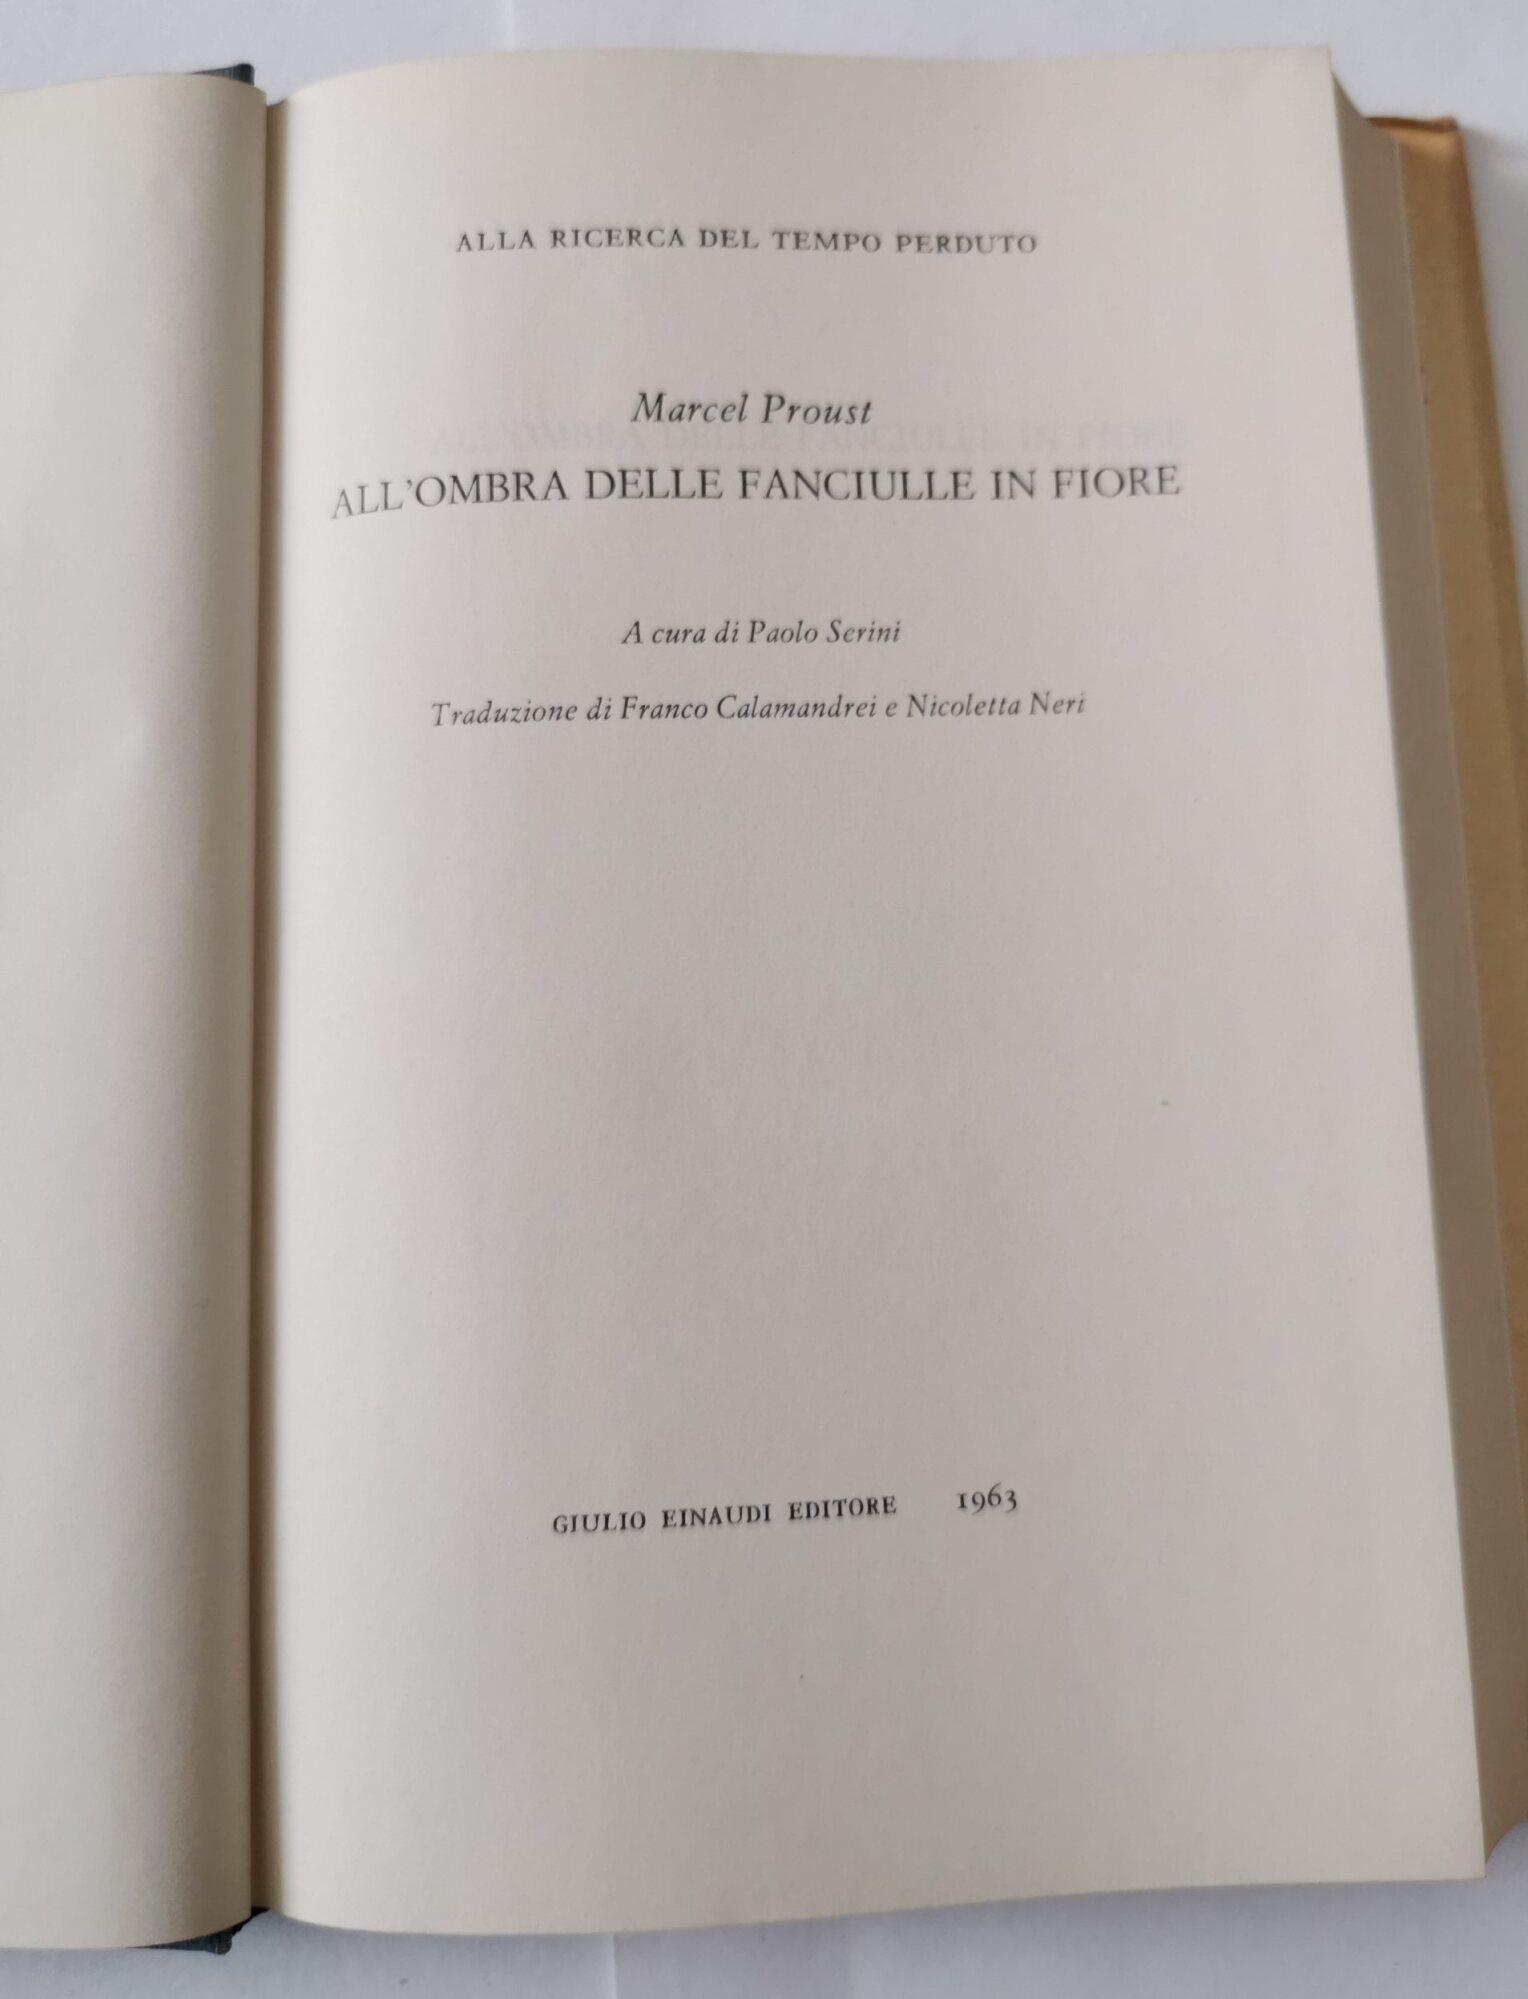 ALLA RICERCA DEL TEMPO PERDUTO
Marcel Proust
ALL'OMBRA DELLE FANCIULLE IN FIORE
A cura di Paolo Serini
Traduzione di Franco Calamandrei e Nicoletta Neri
GIULIO EINAUDI EDITORE 1963